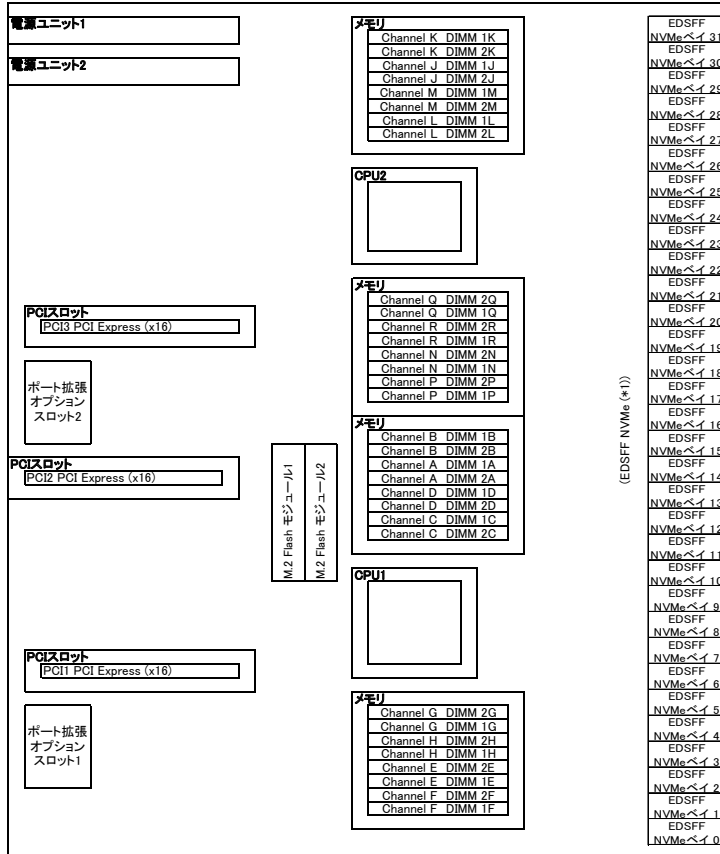 電源ユニット1
電源ユニット2
メモリ
Channel K DIMM 1K
Channel K DIMM 2K
Channel J DIMM 1J
Channel J DIMM 2J
Channel M DIMM 1M
Channel M DIMM 2M
Channel L DIMM 1L
Channel L DIMM 2L
CPU2
メモリ
Channel Q DIMM 2Q
Channel Q DIMM 1Q
Channel R DIMM 2R
Channel R DIMM 1R
Channel N DIMM 2N
Channel N DIMM 1N
Channel P DIMM 2P
Channel P DIMM 1P
PCIスロット
PCI3 PCI Express (x16)
ポート拡張
オプション
スロット2
メモリ
Channel B DIMM 1B
Channel B DIMM 2B
Channel A DIMM 1A
Channel A DIMM 2A
Channel D DIMM 1D
Channel D DIMM 2D
Channel C DIMM 1C
Channel C DIMM 2C
PCIスロット
PCI2 PCI Express (x16)
M.2 Flash モジュール1
M.2 Flash モジュール2
CPU1
PCIスロット
PCI1 PCI Express (x16)
ポート拡張
オプション
スロット1
メモリ
Channel G DIMM 2G
Channel G DIMM 1G
Channel H DIMM 2H
Channel H DIMM 1H
Channel E DIMM 2E
Channel E DIMM 1E
Channel F DIMM 2F
Channel F DIMM 1F
(EDSFF NVMe (*1))
EDSFF
NVMeベイ 31
EDSFF
NVMeベイ 30
EDSFF
NVMeベイ 29
EDSFF
NVMeベイ 28
EDSFF
NVMeベイ 27
EDSFF
NVMeベイ 26
EDSFF
NVMeベイ 25
EDSFF
NVMeベイ 24
EDSFF
NVMeベイ 23
EDSFF
NVMeベイ 22
EDSFF
NVMeベイ 21
EDSFF
NVMeベイ 20
EDSFF
NVMeベイ 19
EDSFF
NVMeベイ 18
EDSFF
NVMeベイ 17
EDSFF
NVMeベイ 16
EDSFF
NVMeベイ 15
EDSFF
NVMeベイ 14
EDSFF
NVMeベイ 13
EDSFF
NVMeベイ 12
EDSFF
NVMeベイ 11
EDSFF
NVMeベイ 10
EDSFF
NVMeベイ 9
EDSFF
NVMeベイ 8
EDSFF
NVMeベイ 7
EDSFF
NVMeベイ 6
EDSFF
NVMeベイ 5
EDSFF
NVMeベイ 4
EDSFF
NVMeベイ 3
EDSFF
NVMeベイ 2
EDSFF
NVMeベイ 1
EDSFF
NVMeベイ 0